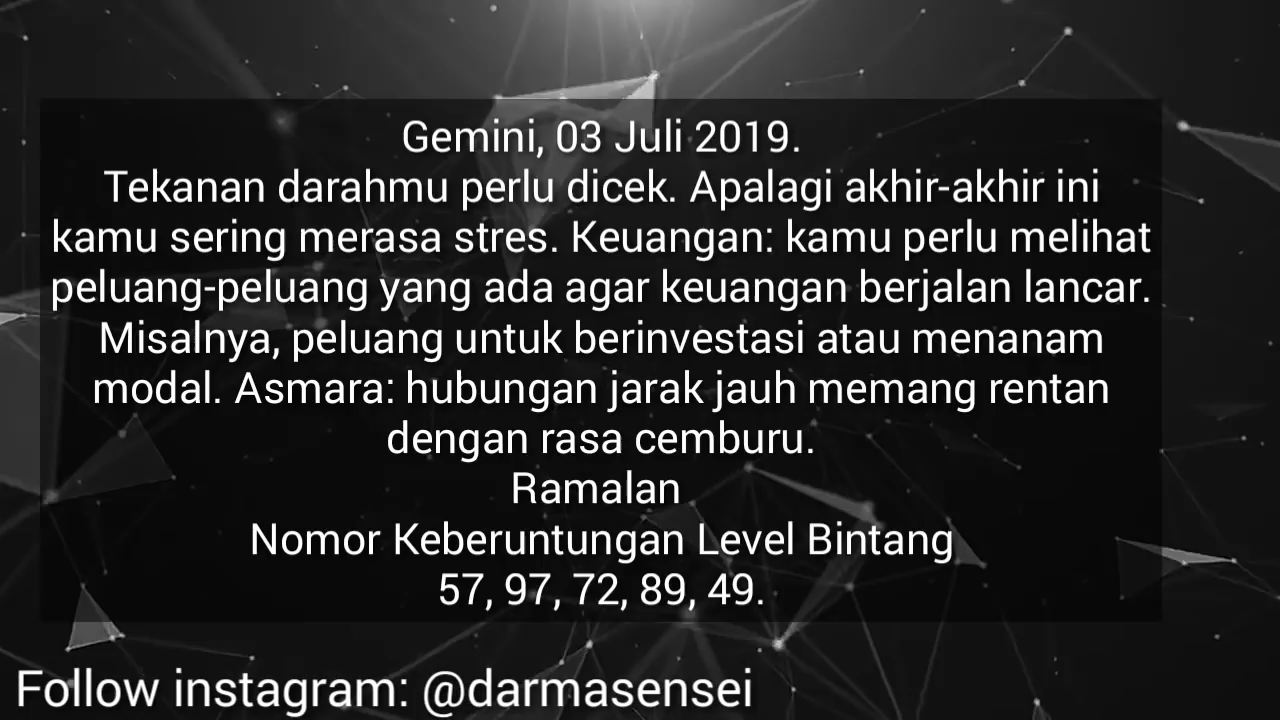 Gemini, 03 Juli 2019.
Tekanan darahmu perlu dicek. Apalagi akhir-akhir ini
kamu sering merasa stres. Keuangan: kamu perlu melihat
peluang-peluang yang ada agar keuangan berjalan lancar.
Misalnya, peluang untuk berinvestasi atau menanam
modal. Asmara: hubungan jarak jauh memang rentan
dengan rasa cemburu.
Ramalan
Nomor Keberuntungan Level Bintang
57, 97, 72, 89, 49.
Follow instagram: @darmasensei